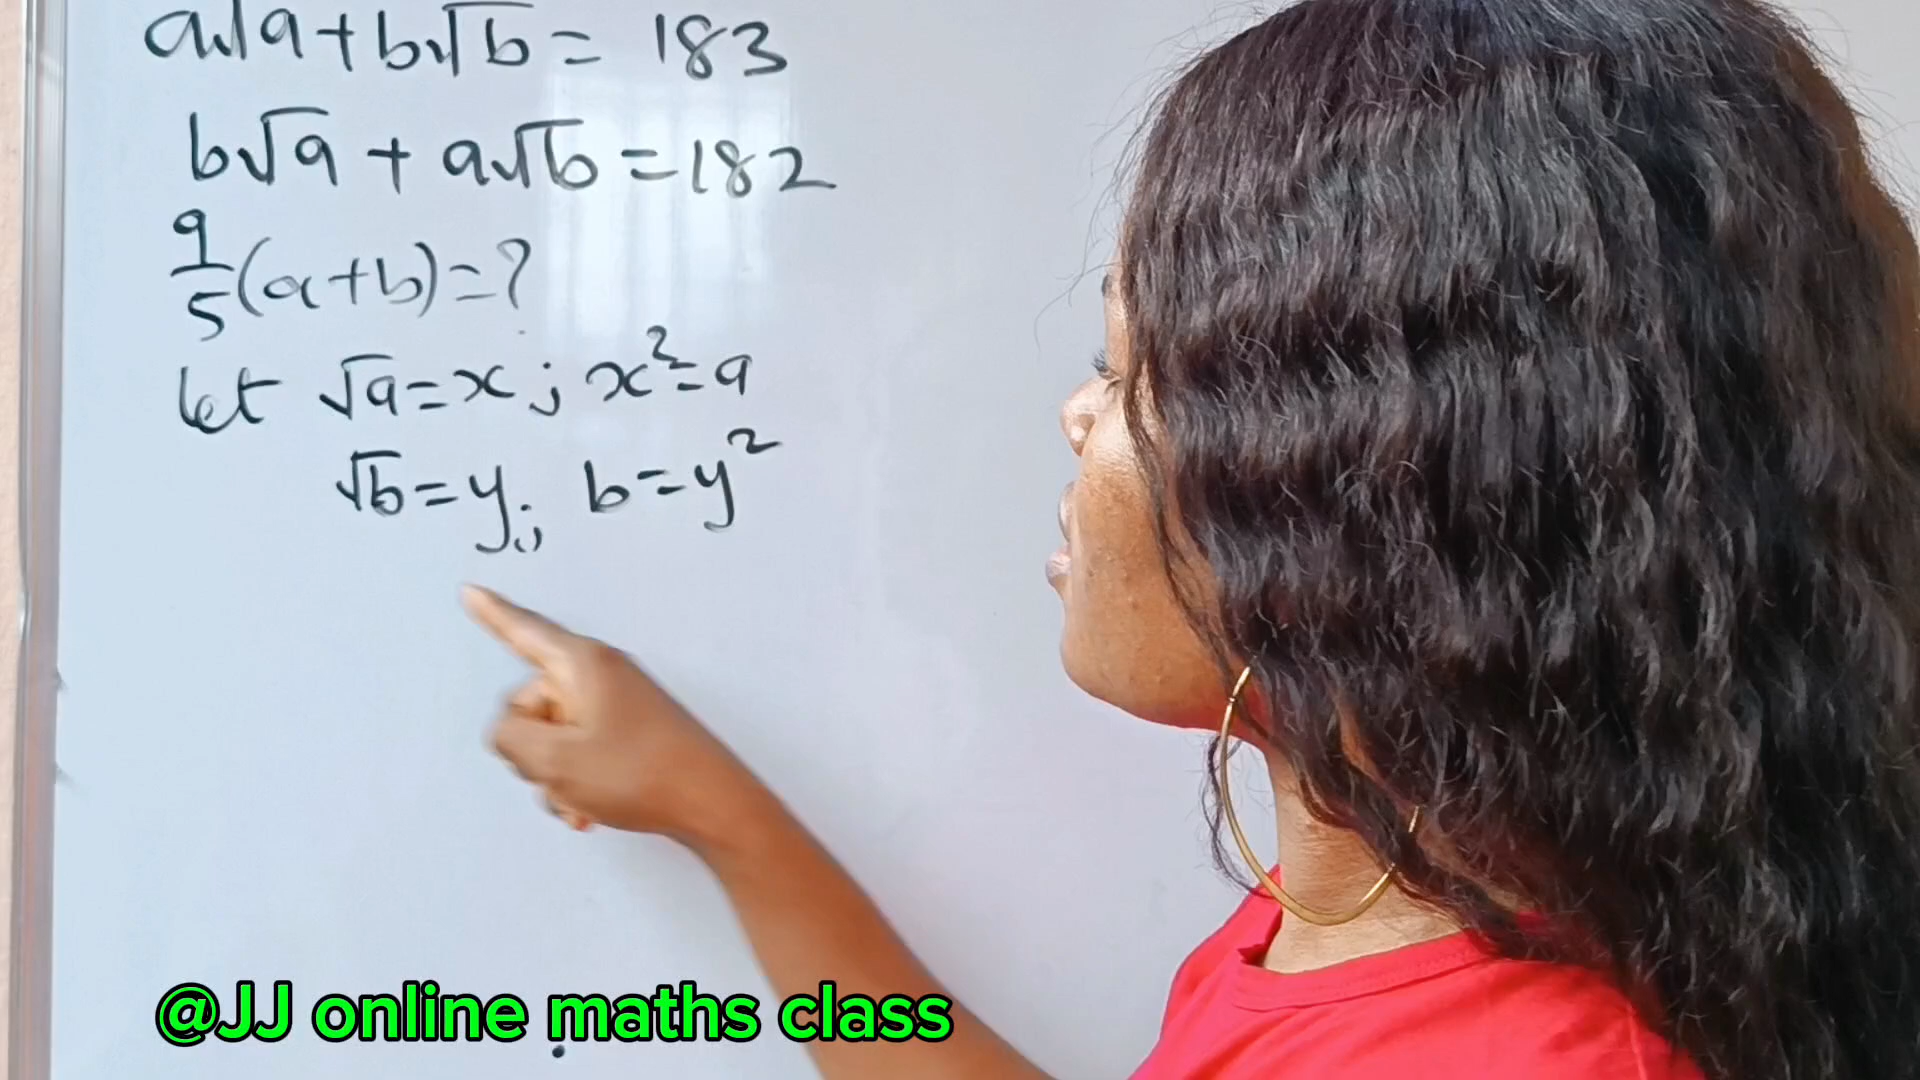 a√a + b√b = 183
b√a + a√b = 182
9/5(a+b) = ?
let √a = x; x² = a
√b = y; b = y²
@JJ online maths class